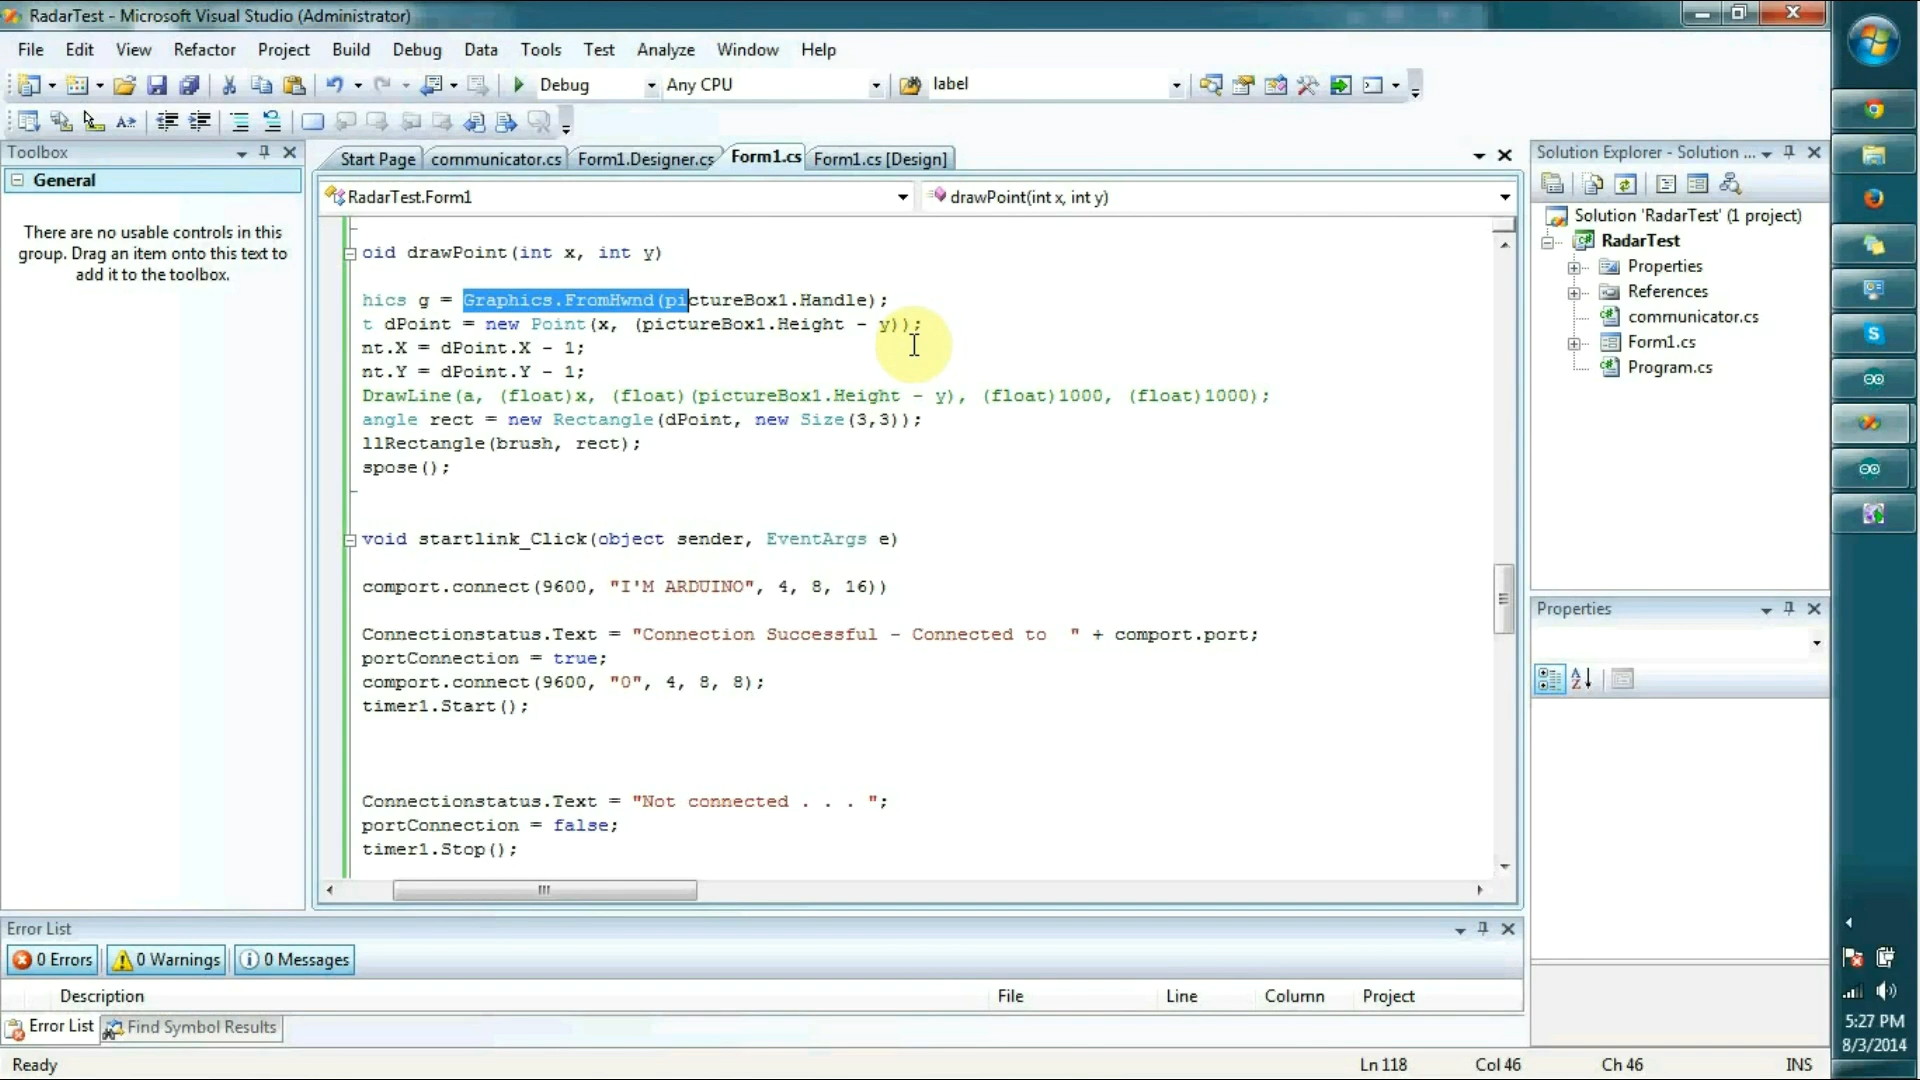 RadarTest - Microsoft Visual Studio (Administrator)
File Edit View Refactor Project Build Debug Data Tools Test Analyze Window Help
Debug Any CPU label
Toolbox
General
There are no usable controls in this
group. Drag an item onto this text to
add it to the toolbox.
Start Page communicator.cs Form1.Designer.cs Form1.cs Form1.cs [Design]
RadarTest.Form1 drawPoint(int x, int y)
oid drawPoint(int x, int y)
hics g = Graphics.FromHwnd(pictureBox1.Handle);
t dPoint = new Point(x, (pictureBox1.Height - y));
nt.X = dPoint.X - 1;
nt.Y = dPoint.Y - 1;
DrawLine(a, (float)x, (float)(pictureBox1.Height - y), (float)1000, (float)1000);
angle rect = new Rectangle(dPoint, new Size(3,3));
llRectangle(brush, rect);
spose();
void startlink_Click(object sender, EventArgs e)
comport.connect(9600, "I'M ARDUINO", 4, 8, 16))
Connectionstatus.Text = "Connection Successful - Connected to  " + comport.port;
portConnection = true;
comport.connect(9600, "0", 4, 8, 8);
timer1.Start();
Connectionstatus.Text = "Not connected . . . ";
portConnection = false;
timer1.Stop();
Solution Explorer - Solution ...
Solution 'RadarTest' (1 project)
RadarTest
Properties
References
communicator.cs
Form1.cs
Program.cs
Properties
Error List
0 Errors 0 Warnings 0 Messages
Description File Line Column Project
Error List Find Symbol Results
Ready Ln 118 Col 46 Ch 46 INS
5:27 PM
8/3/2014